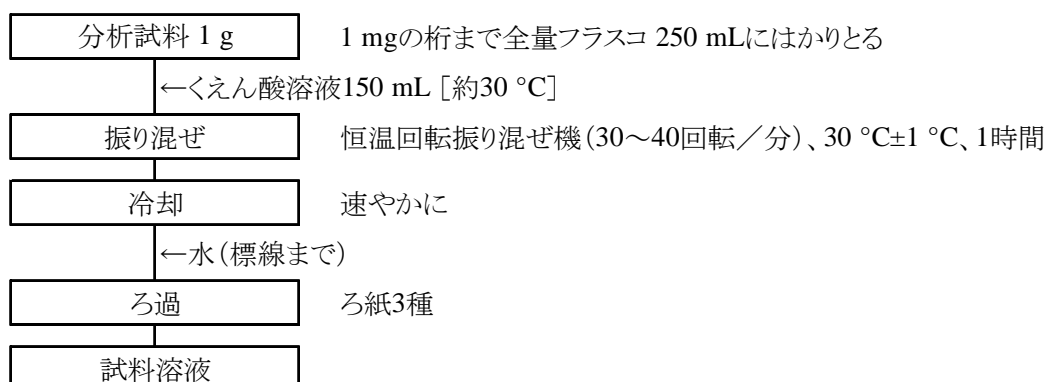 分析試料 1 g 1 mgの桁まで全量フラスコ 250 mLにはかりとる
←くえん酸溶液150 mL［約30 °C］
振り混ぜ 恒温回転振り混ぜ機（30～40回転／分）、30 °C±1 °C、1時間
冷却 速やかに
←水（標線まで）
ろ過 ろ紙3種
試料溶液